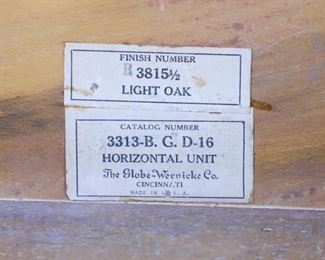 FINISH NUMBER
R 3815½
LIGHT OAK
CATALOG NUMBER
3313-B. G. D-16
HORIZONTAL UNIT
The Globe-Wernicke Co.
CINCINNATI
MADE IN U. S. A.